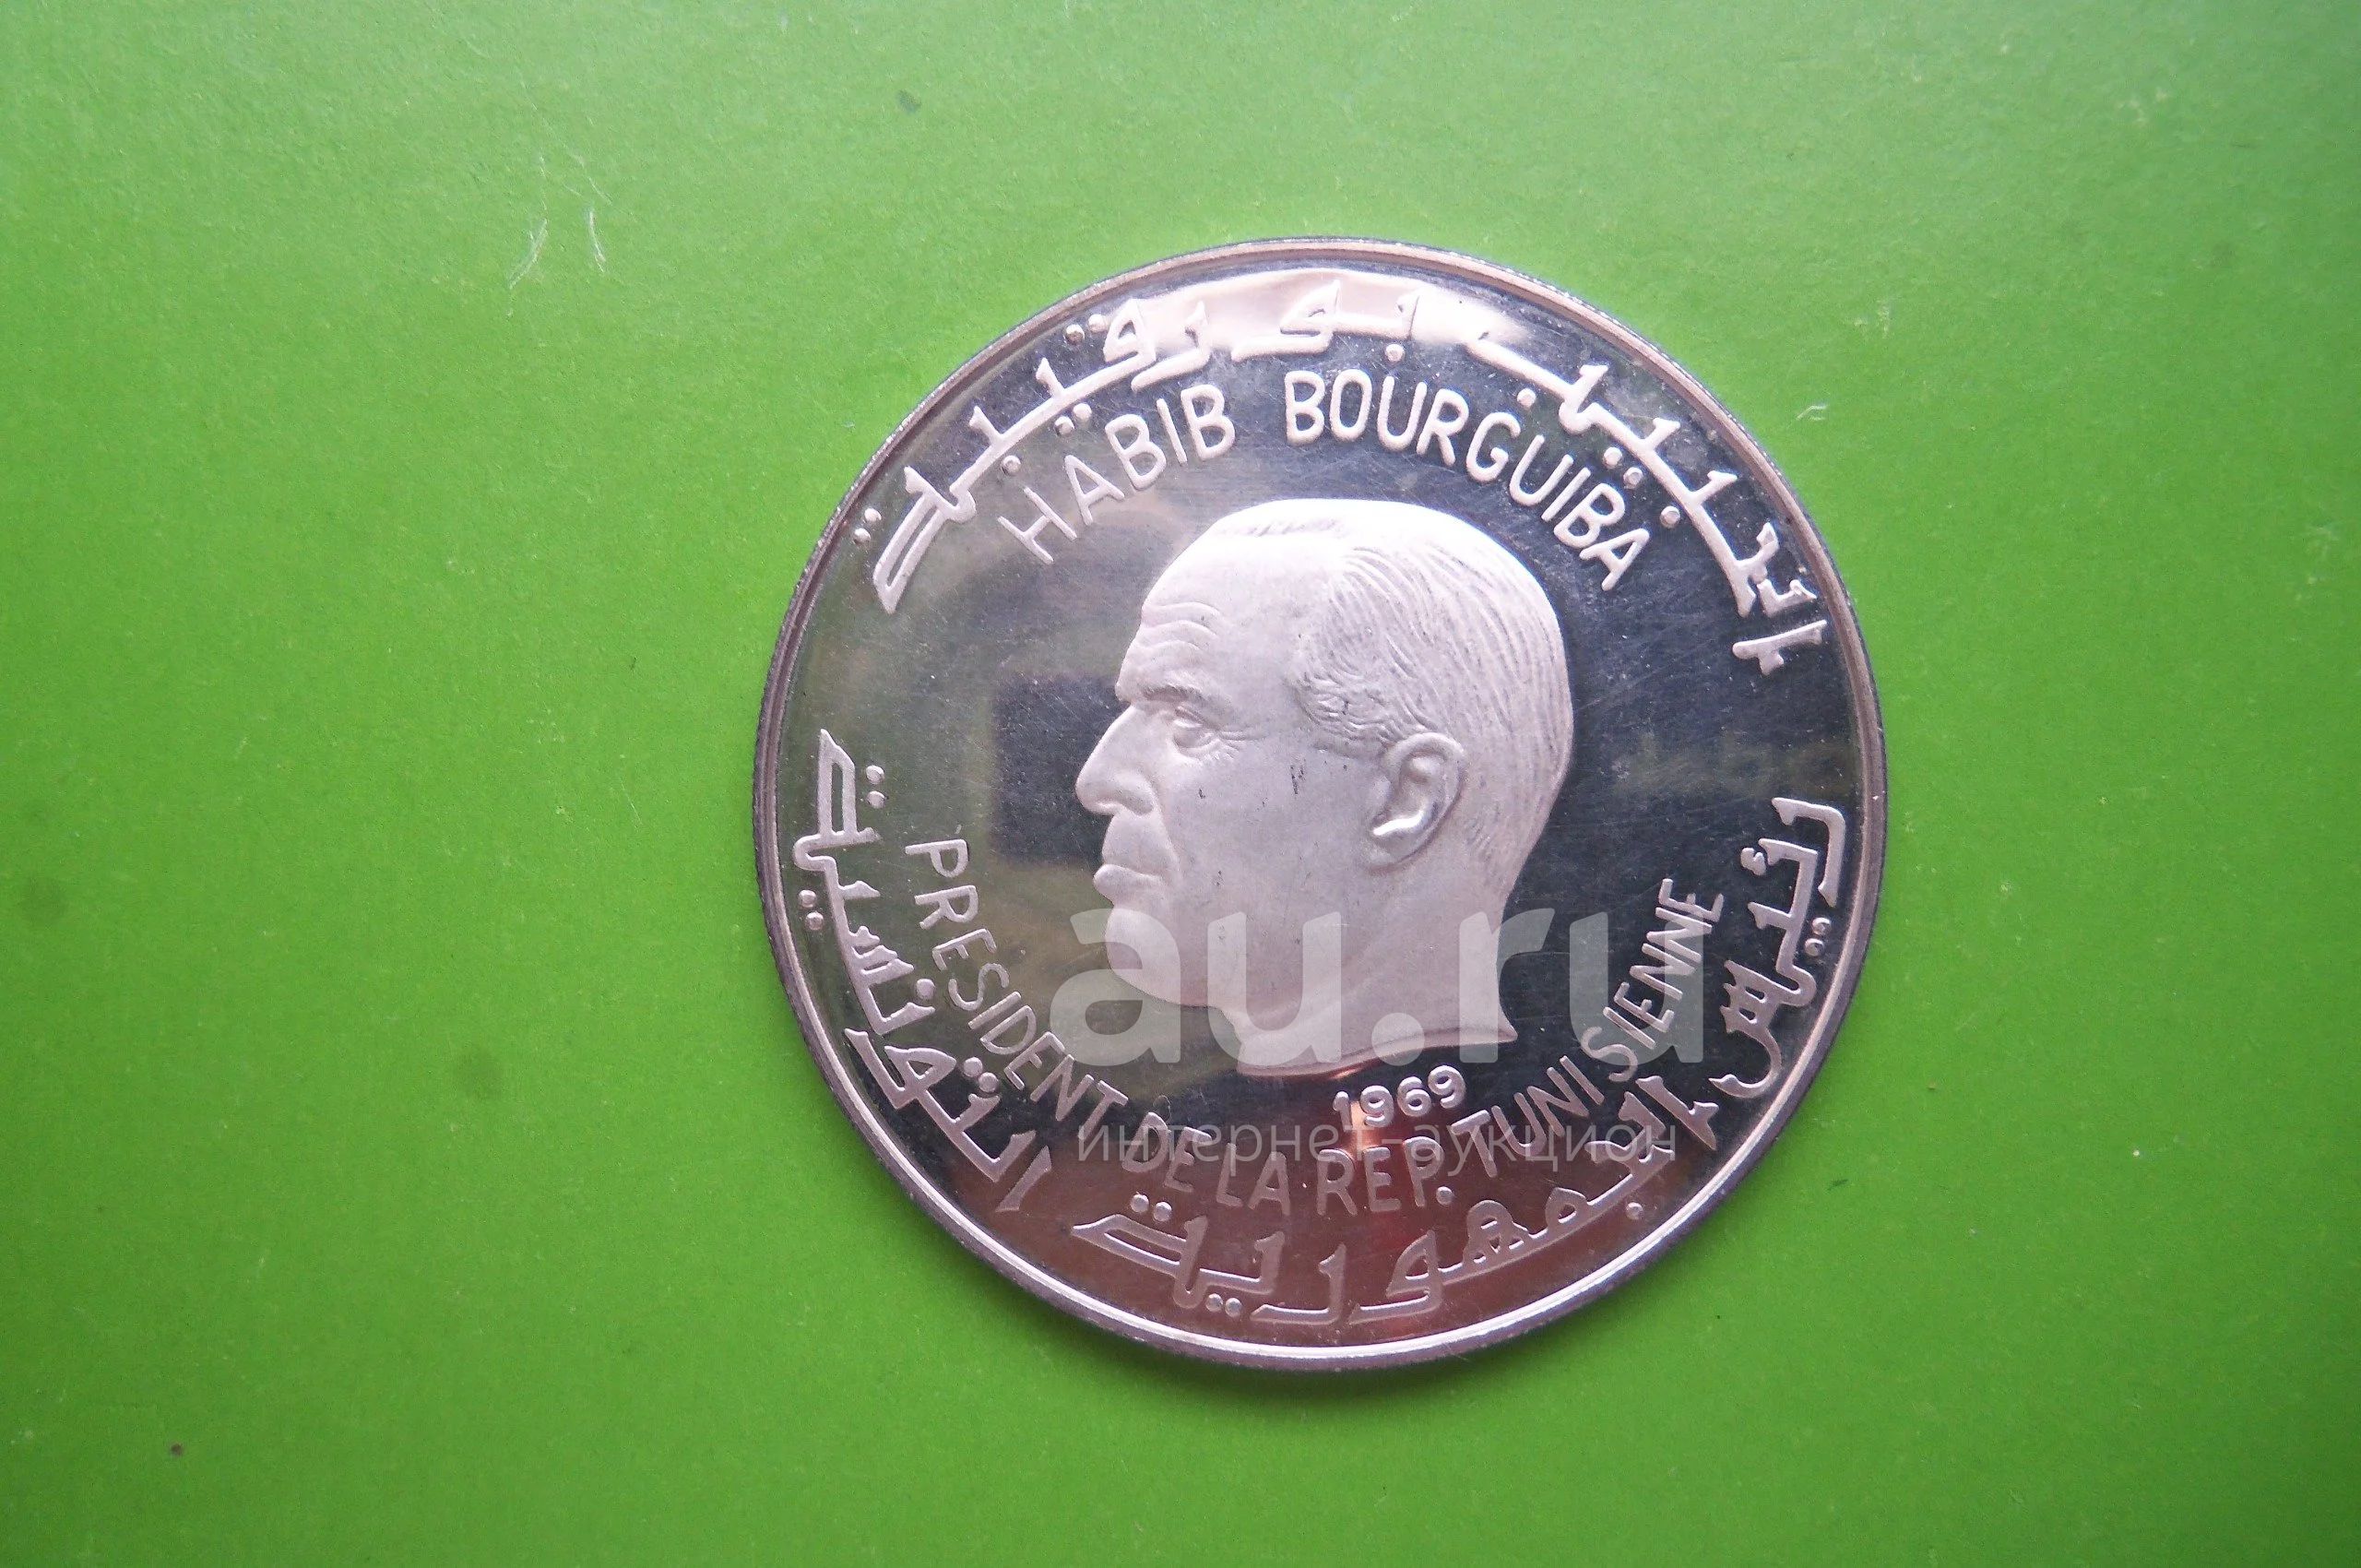 الحبيب بورقيبة
HABIB BOURGUIBA
1969
PRESIDENT DE LA REP. TUNISIENNE
رئيس الجمهورية التونسية
au.ru
интернет-аукцион